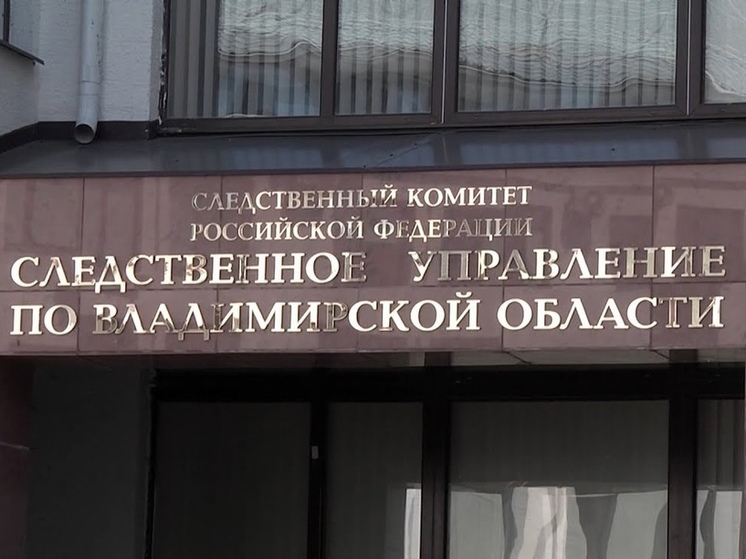 СЛЕДСТВЕННЫЙ КОМИТЕТ
РОССИЙСКОЙ ФЕДЕРАЦИИ
СЛЕДСТВЕННОЕ УПРАВЛЕНИЕ
ПО ВЛАДИМИРСКОЙ ОБЛАСТИ